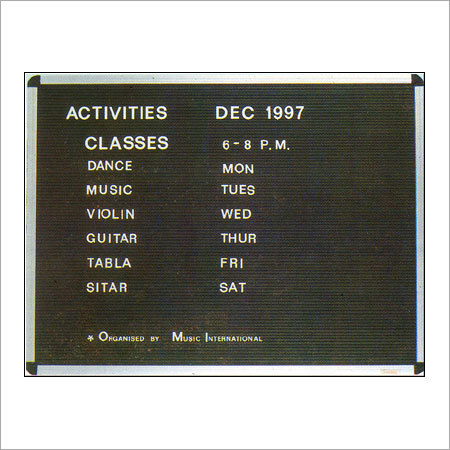 ACTIVITIES DEC 1997
CLASSES 6-8 P.M.
DANCE MON
MUSIC TUES
VIOLIN WED
GUITAR THUR
TABLA FRI
SITAR SAT
* ORGANISED BY MUSIC INTERNATIONAL